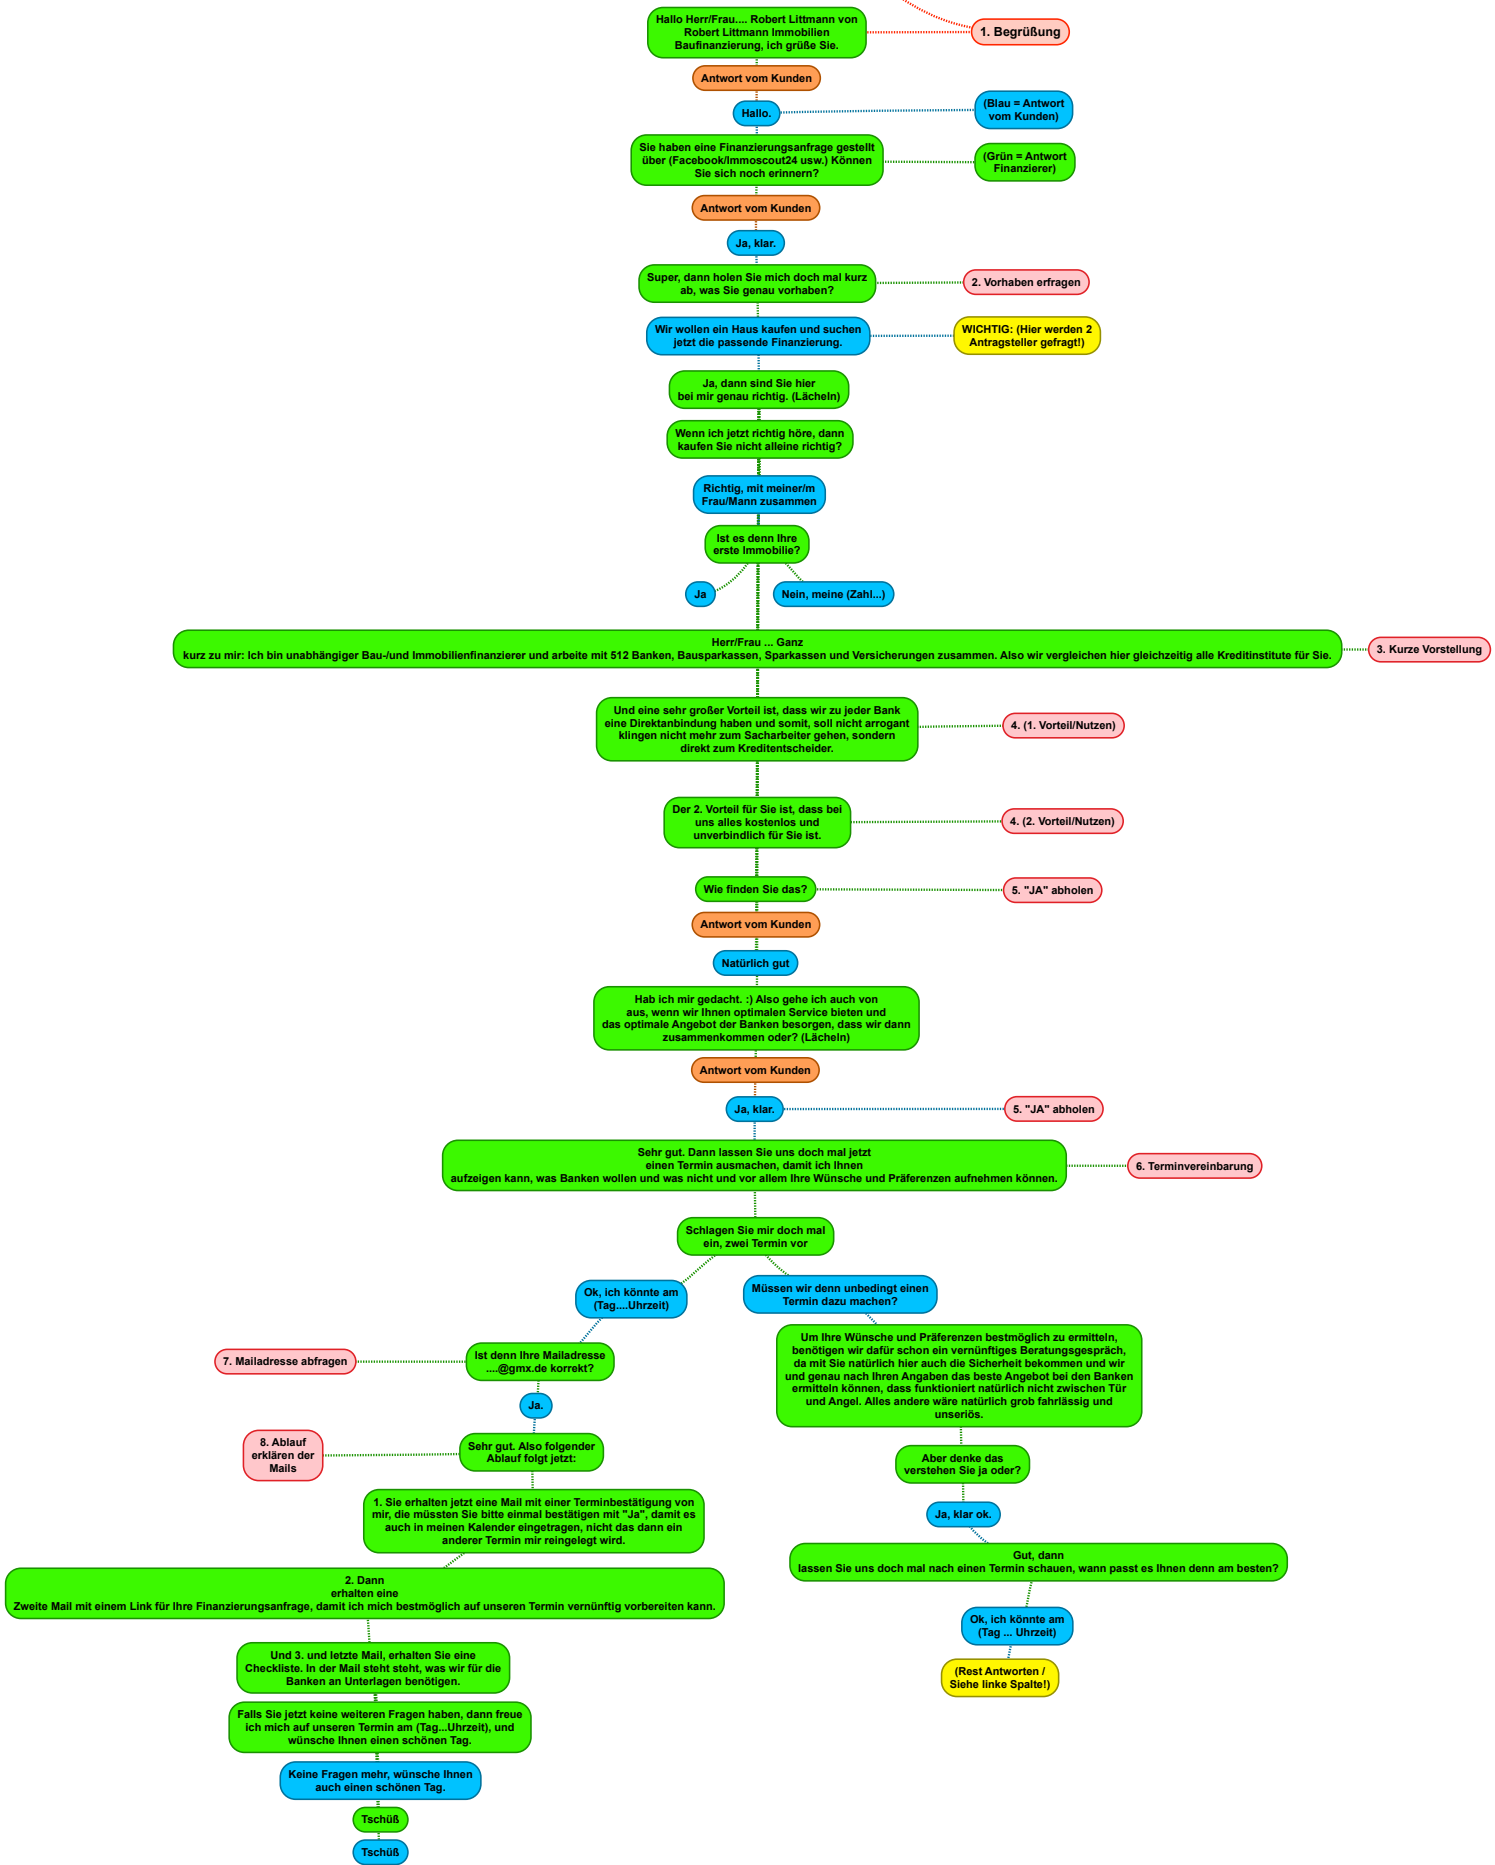 Hallo Herr/Frau.... Robert Littmann von
Robert Littmann Immobilien
Baufinanzierung, ich grüße Sie.
1. Begrüßung
Antwort vom Kunden
Hallo.
(Blau = Antwort
vom Kunden)
Sie haben eine Finanzierungsanfrage gestellt
über (Facebook/Immoscout24 usw.) Können
Sie sich noch erinnern?
(Grün = Antwort
Finanzierer)
Antwort vom Kunden
Ja, klar.
Super, dann holen Sie mich doch mal kurz
ab, was Sie genau vorhaben?
2. Vorhaben erfragen
Wir wollen ein Haus kaufen und suchen
jetzt die passende Finanzierung.
WICHTIG: (Hier werden 2
Antragsteller gefragt!)
Ja, dann sind Sie hier
bei mir genau richtig. (Lächeln)
Wenn ich jetzt richtig höre, dann
kaufen Sie nicht alleine richtig?
Richtig, mit meiner/m
Frau/Mann zusammen
Ist es denn Ihre
erste Immobilie?
Ja
Nein, meine (Zahl...)
Herr/Frau ... Ganz
kurz zu mir: Ich bin unabhängiger Bau-/und Immobilienfinanzierer und arbeite mit 512 Banken, Bausparkassen, Sparkassen und Versicherungen zusammen. Also wir vergleichen hier gleichzeitig alle Kreditinstitute für Sie.
3. Kurze Vorstellung
Und eine sehr großer Vorteil ist, dass wir zu jeder Bank
eine Direktanbindung haben und somit, soll nicht arrogant
klingen nicht mehr zum Sacharbeiter gehen, sondern
direkt zum Kreditentscheider.
4. (1. Vorteil/Nutzen)
Der 2. Vorteil für Sie ist, dass bei
uns alles kostenlos und
unverbindlich für Sie ist.
4. (2. Vorteil/Nutzen)
Wie finden Sie das?
5. "JA" abholen
Antwort vom Kunden
Natürlich gut
Hab ich mir gedacht. :) Also gehe ich auch von
aus, wenn wir Ihnen optimalen Service bieten und
das optimale Angebot der Banken besorgen, dass wir dann
zusammenkommen oder? (Lächeln)
Antwort vom Kunden
Ja, klar.
5. "JA" abholen
Sehr gut. Dann lassen Sie uns doch mal jetzt
einen Termin ausmachen, damit ich Ihnen
aufzeigen kann, was Banken wollen und was nicht und vor allem Ihre Wünsche und Präferenzen aufnehmen können.
6. Terminvereinbarung
Schlagen Sie mir doch mal
ein, zwei Termin vor
Ok, ich könnte am
(Tag....Uhrzeit)
Ist denn Ihre Mailadresse
....@gmx.de korrekt?
7. Mailadresse abfragen
Ja.
Sehr gut. Also folgender
Ablauf folgt jetzt:
8. Ablauf
erklären der
Mails
1. Sie erhalten jetzt eine Mail mit einer Terminbestätigung von
mir, die müssten Sie bitte einmal bestätigen mit "Ja", damit es
auch in meinen Kalender eingetragen, nicht das dann ein
anderer Termin mir reingelegt wird.
2. Dann
erhalten eine
Zweite Mail mit einem Link für Ihre Finanzierungsanfrage, damit ich mich bestmöglich auf unseren Termin vernünftig vorbereiten kann.
Und 3. und letzte Mail, erhalten Sie eine
Checkliste. In der Mail steht steht, was wir für die
Banken an Unterlagen benötigen.
Falls Sie jetzt keine weiteren Fragen haben, dann freue
ich mich auf unseren Termin am (Tag...Uhrzeit), und
wünsche Ihnen einen schönen Tag.
Keine Fragen mehr, wünsche Ihnen
auch einen schönen Tag.
Tschüß
Tschüß
Müssen wir denn unbedingt einen
Termin dazu machen?
Um Ihre Wünsche und Präferenzen bestmöglich zu ermitteln,
benötigen wir dafür schon ein vernünftiges Beratungsgespräch,
da mit Sie natürlich hier auch die Sicherheit bekommen und wir
und genau nach Ihren Angaben das beste Angebot bei den Banken
ermitteln können, dass funktioniert natürlich nicht zwischen Tür
und Angel. Alles andere wäre natürlich grob fahrlässig und
unseriös.
Aber denke das
verstehen Sie ja oder?
Ja, klar ok.
Gut, dann
lassen Sie uns doch mal nach einen Termin schauen, wann passt es Ihnen denn am besten?
Ok, ich könnte am
(Tag ... Uhrzeit)
(Rest Antworten /
Siehe linke Spalte!)